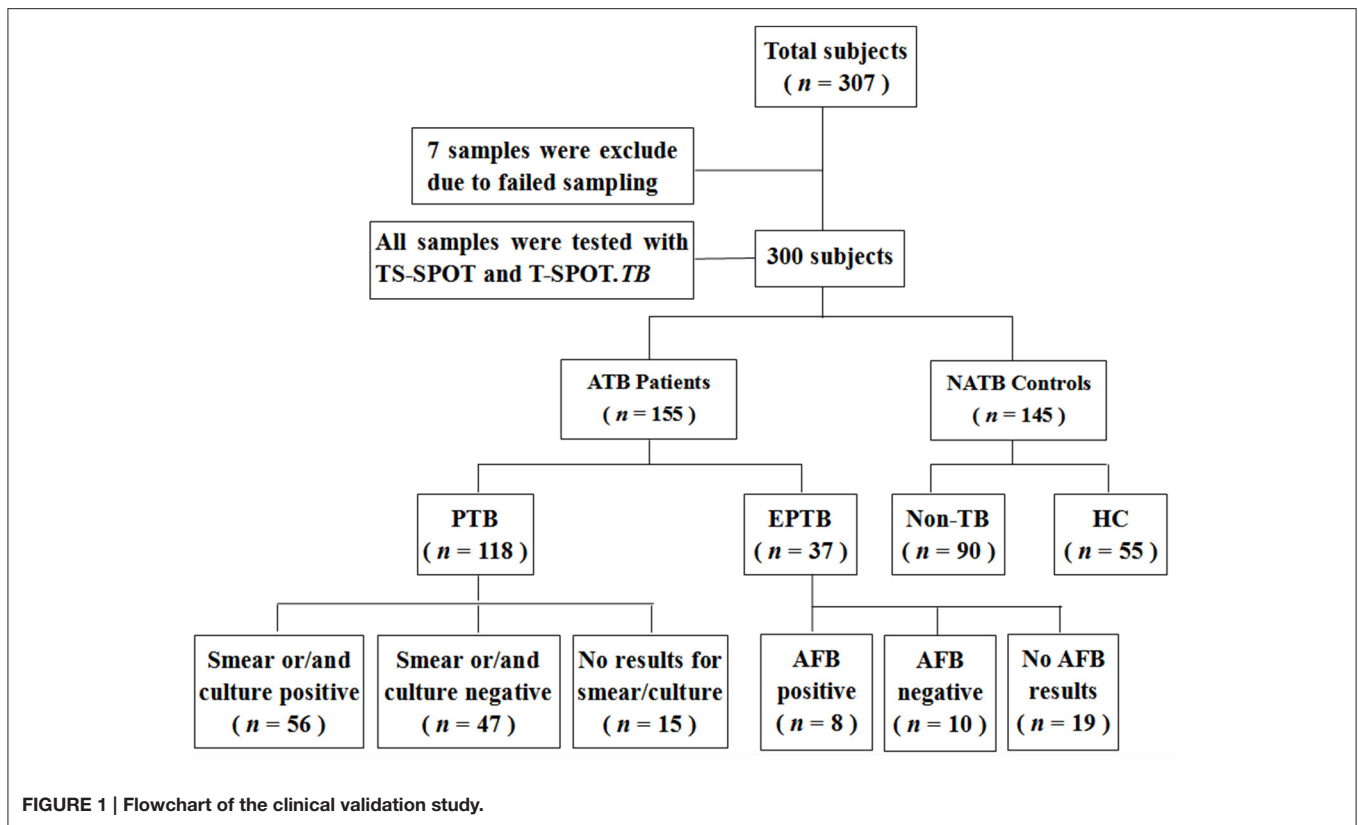 Total subjects
( n = 307 )
7 samples were exclude
due to failed sampling
All samples were tested with
TS-SPOT and T-SPOT.TB
300 subjects
ATB Patients
( n = 155 )
NATB Controls
( n = 145 )
PTB
( n = 118 )
EPTB
( n = 37 )
Non-TB
( n = 90 )
HC
( n = 55 )
Smear or/and
culture positive
( n = 56 )
Smear or/and
culture negative
( n = 47 )
No results for
smear/culture
( n = 15 )
AFB
positive
( n = 8 )
AFB
negative
( n = 10 )
No AFB
results
( n = 19 )
FIGURE 1 | Flowchart of the clinical validation study.